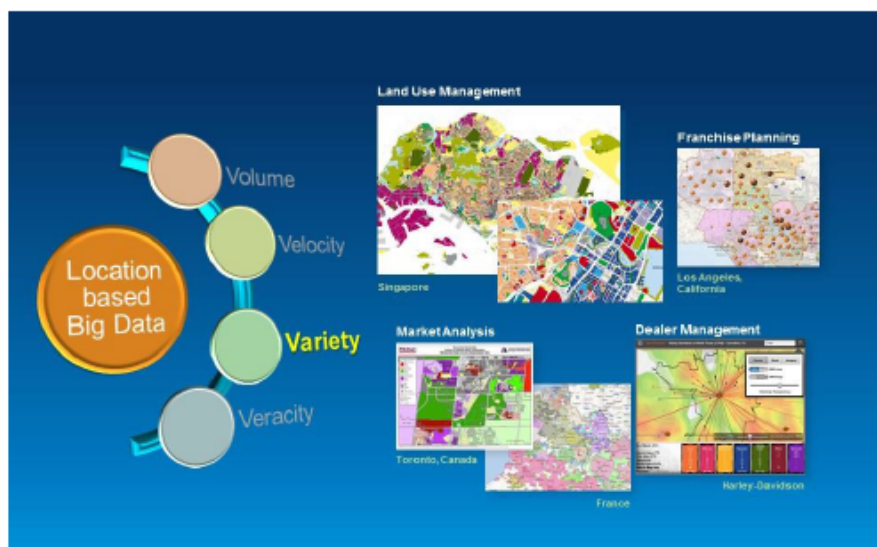 Location
based
Big Data
Volume
Velocity
Variety
Veracity
Land Use Management
Singapore
Franchise Planning
Los Angeles,
California
Market Analysis
Toronto, Canada
France
Dealer Management
Harley-Davidson